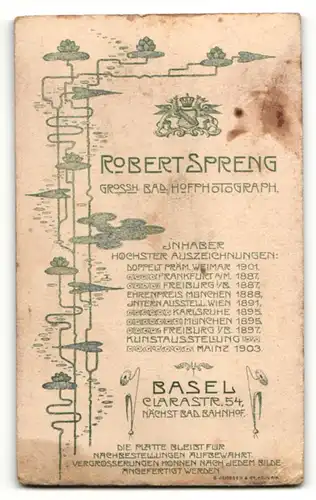 ROBERT SPRENG
GROSSH. BAD. HOFPHOTOGRAPH.
INHABER
HÖCHSTER AUSZEICHNUNGEN:
DOPPELT PRÄM. WEIMAR 1901.
FRANKFURT A/M. 1887.
FREIBURG I/B. 1887.
EHRENPREIS MÜNCHEN 1888.
INTERN AUSSTELL. WIEN 1891.
KARLSRUHE 1895.
MÜNCHEN 1895.
FREIBURG I/B. 1897.
KUNSTAUSSTELLUNG
MAINZ 1903
BASEL
CLARASTR. 54,
NÄCHST BAD. BAHNHOF.
DIE PLATTE BLEIBT FÜR
NACHBESTELLUNGEN AUFBEWAHRT.
VERGRÖSSERUNGEN KÖNNEN NACH JEDEM BILDE
ANGEFERTIGT WERDEN.